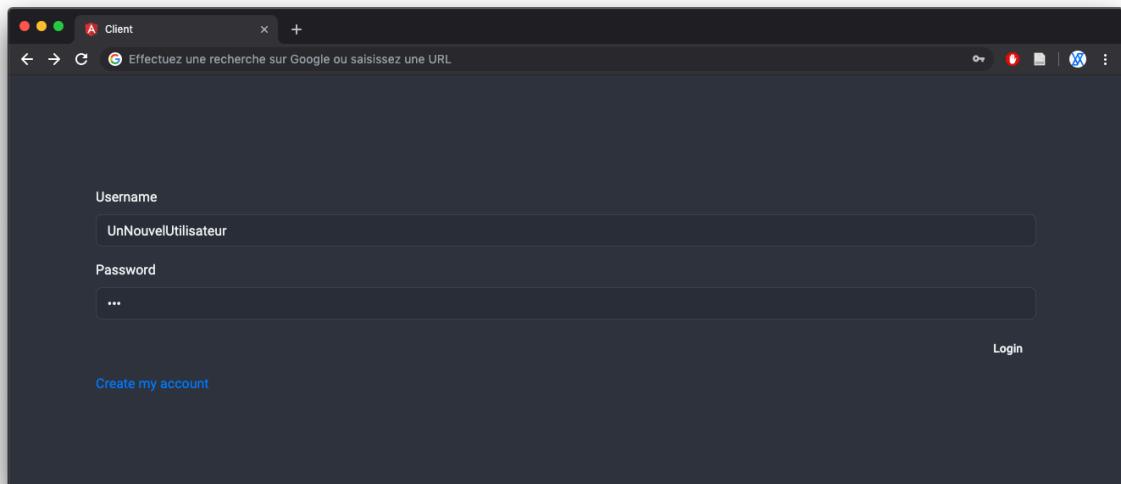 Client
Effectuez une recherche sur Google ou saisissez une URL
Username
UnNouvelUtilisateur
Password
•••
Login
Create my account